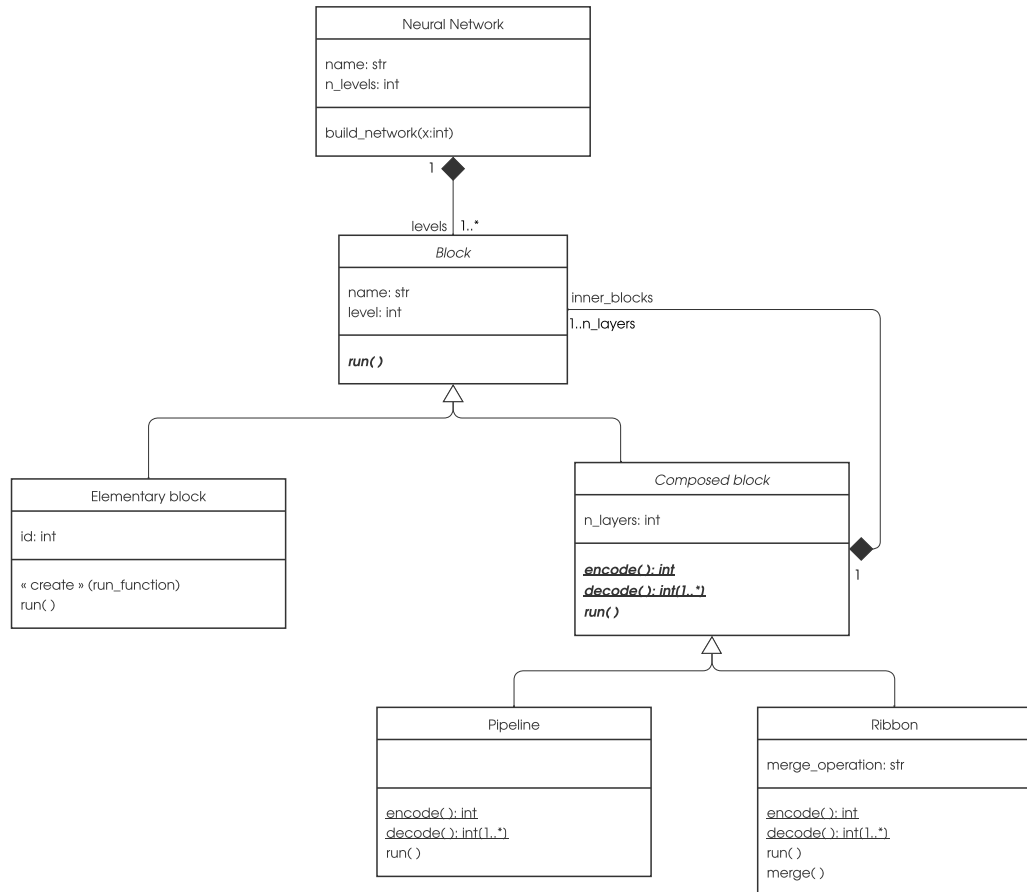 Neural Network
name: str
n_levels: int
build_network(x:int)
1
levels 1..*
Block
name: str
level: int
run( )
inner_blocks
1..n_layers
Elementary block
id: int
« create » (run_function)
run( )
Composed block
n_layers: int
encode( ): int
decode( ): int[1..*]
run( )
1
Pipeline
encode( ): int
decode( ): int[1..*]
run( )
Ribbon
merge_operation: str
encode( ): int
decode( ): int[1..*]
run( )
merge( )